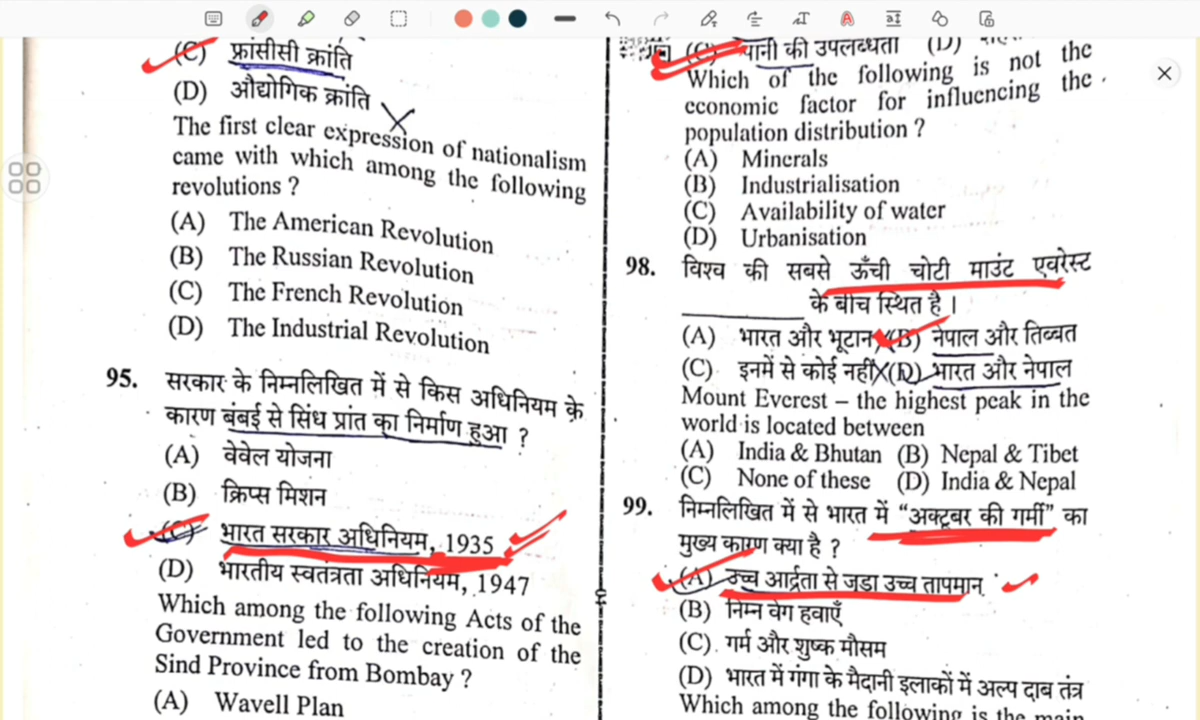 (C) फ्रांसीसी क्रांति
(D) औद्योगिक क्रांति
The first clear expression of nationalism
came with which among the following
revolutions ?
(A) The American Revolution
(B) The Russian Revolution
(C) The French Revolution
(D) The Industrial Revolution
95. सरकार के निम्नलिखित में से किस अधिनियम के
कारण बंबई से सिंध प्रांत का निर्माण हुआ ?
(A) वेवेल योजना
(B) क्रिप्स मिशन
(C) भारत सरकार अधिनियम, 1935
(D) भारतीय स्वतंत्रता अधिनियम, 1947
Which among the following Acts of the
Government led to the creation of the
Sind Province from Bombay ?
(A) Wavell Plan
(C) पानी की उपलब्धता (D)
Which of the following is not the
economic factor for influencing the
population distribution ?
(A) Minerals
(B) Industrialisation
(C) Availability of water
(D) Urbanisation
98. विश्व की सबसे ऊँची चोटी माउंट एवरेस्ट
के बीच स्थित है ।
(A) भारत और भूटान (B) नेपाल और तिब्बत
(C) इनमें से कोई नहीं (D) भारत और नेपाल
Mount Everest – the highest peak in the
world is located between
(A) India & Bhutan (B) Nepal & Tibet
(C) None of these (D) India & Nepal
99. निम्नलिखित में से भारत में “अक्टूबर की गर्मी” का
मुख्य कारण क्या है ?
(A) उच्च आर्द्रता से जुड़ा उच्च तापमान
(B) निम्न वेग हवाएँ
(C) गर्म और शुष्क मौसम
(D) भारत में गंगा के मैदानी इलाकों में अल्प दाब तंत्र
Which among the following is the main